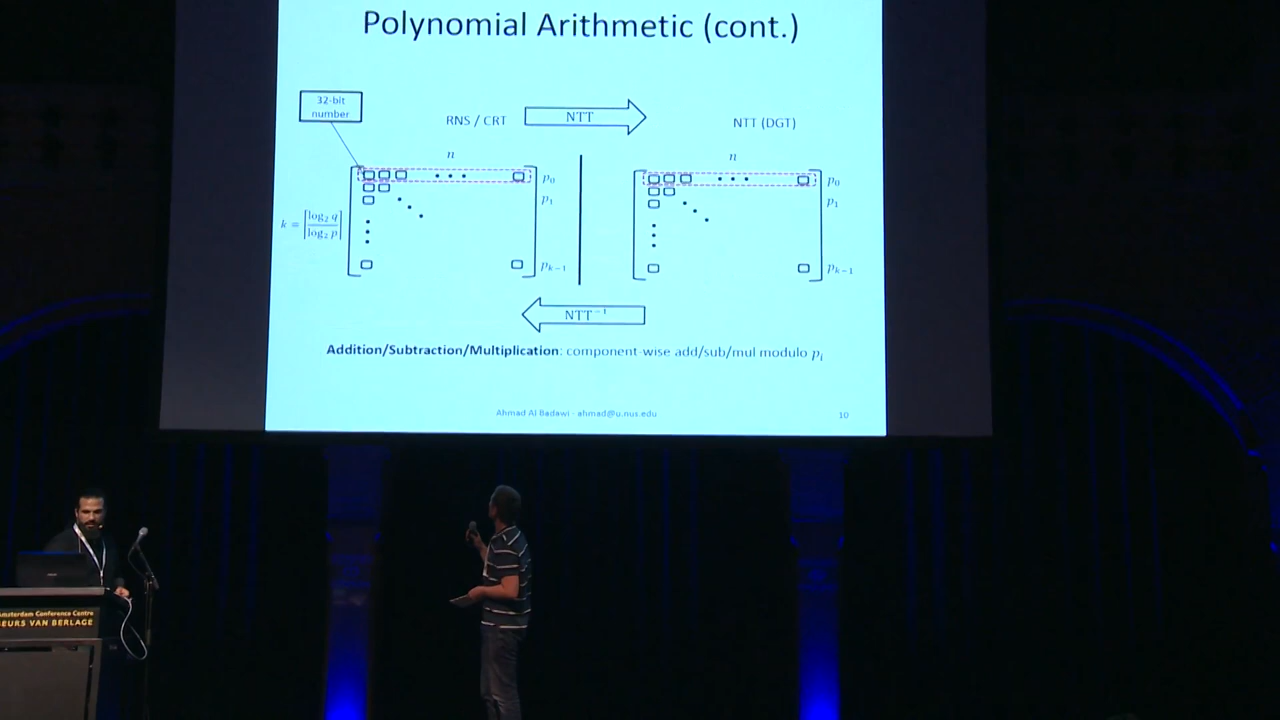 Polynomial Arithmetic (cont.)
32-bit
number
RNS / CRT
NTT
NTT (DGT)
n
n
p₀
p₁
pₖ₋₁
k = ⌈log₂ q / log₂ p⌉
p₀
p₁
pₖ₋₁
NTT⁻¹
Addition/Subtraction/Multiplication: component-wise add/sub/mul modulo pᵢ
Ahmad Al Badawi - ahmad@u.nus.edu
10
Amsterdam Conference Centre
BEURS VAN BERLAGE